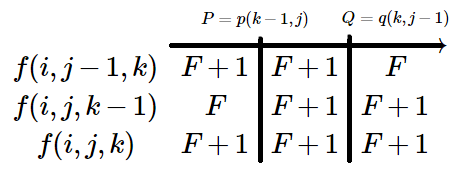 P = p(k−1, j) Q = q(k, j−1)
f(i, j−1, k) F+1 F+1 F
f(i, j, k−1) F F+1 F+1
f(i, j, k) F+1 F+1 F+1